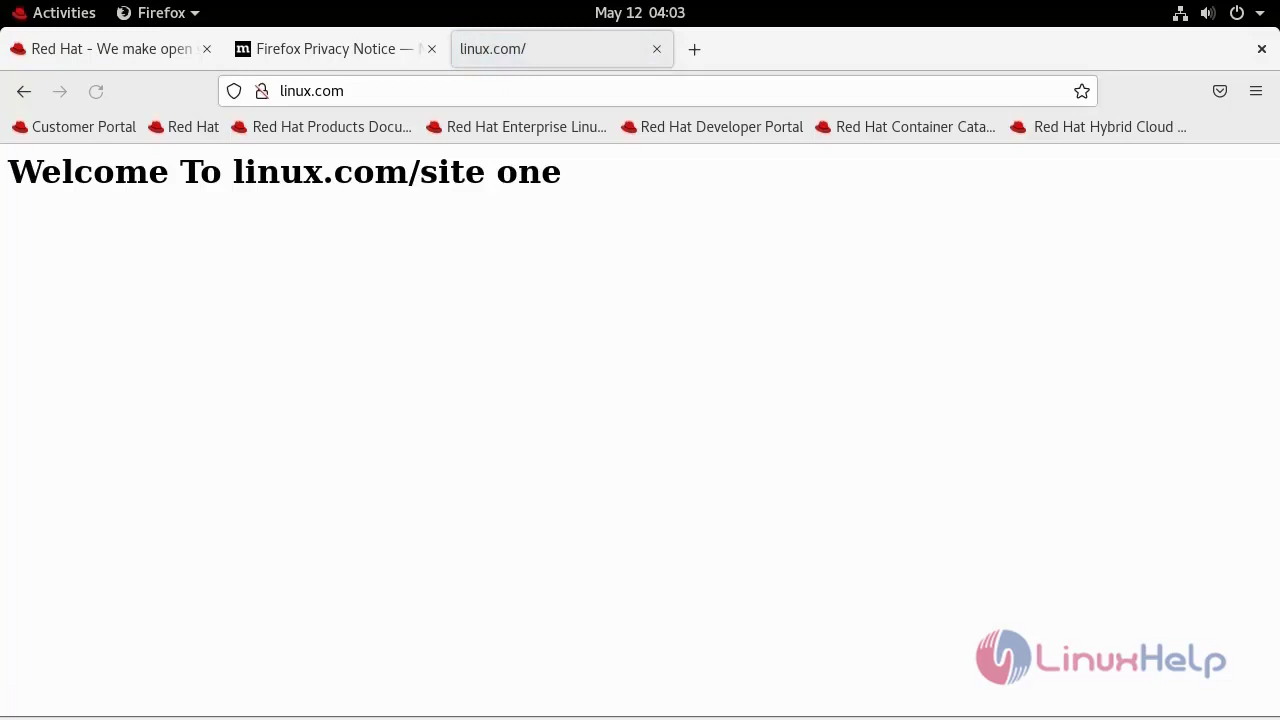 Activities Firefox May 12 04:03
Red Hat - We make open Firefox Privacy Notice — linux.com/
linux.com
Customer Portal Red Hat Red Hat Products Docu... Red Hat Enterprise Linu... Red Hat Developer Portal Red Hat Container Cata... Red Hat Hybrid Cloud ...
Welcome To linux.com/site one
LinuxHelp